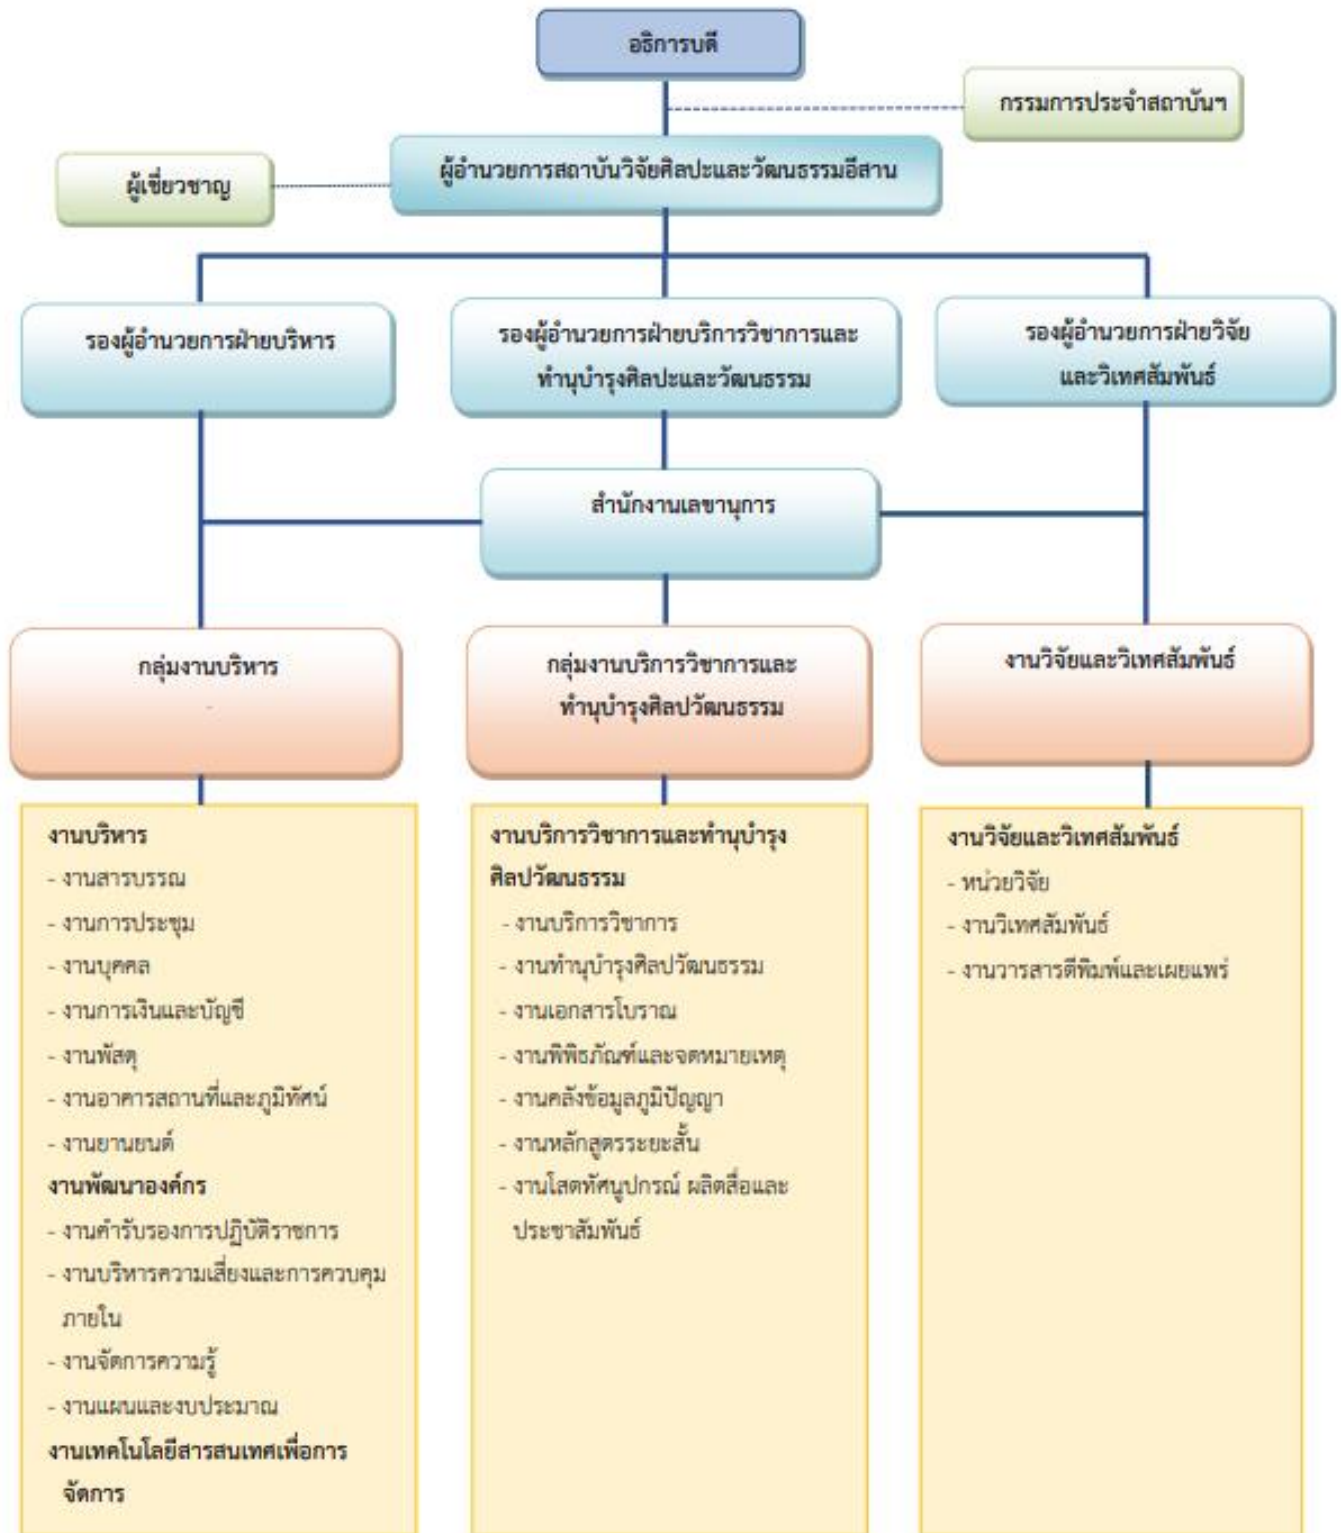 อธิการบดี
กรรมการประจำสถาบันฯ
ผู้อำนวยการสถาบันวิจัยศิลปะและวัฒนธรรมอีสาน
ผู้เชี่ยวชาญ
รองผู้อำนวยการฝ่ายบริหาร
รองผู้อำนวยการฝ่ายบริการวิชาการและ
ทำนุบำรุงศิลปะและวัฒนธรรม
รองผู้อำนวยการฝ่ายวิจัย
และวิเทศสัมพันธ์
สำนักงานเลขานุการ
กลุ่มงานบริหาร
-
กลุ่มงานบริการวิชาการและ
ทำนุบำรุงศิลปวัฒนธรรม
งานวิจัยและวิเทศสัมพันธ์
งานบริหาร
- งานสารบรรณ
- งานการประชุม
- งานบุคคล
- งานการเงินและบัญชี
- งานพัสดุ
- งานอาคารสถานที่และภูมิทัศน์
- งานยานยนต์
งานพัฒนาองค์กร
- งานคำรับรองการปฏิบัติราชการ
- งานบริหารความเสี่ยงและการควบคุม
ภายใน
- งานจัดการความรู้
- งานแผนและงบประมาณ
งานเทคโนโลยีสารสนเทศเพื่อการ
จัดการ
งานบริการวิชาการและทำนุบำรุง
ศิลปวัฒนธรรม
- งานบริการวิชาการ
- งานทำนุบำรุงศิลปวัฒนธรรม
- งานเอกสารโบราณ
- งานพิพิธภัณฑ์และจดหมายเหตุ
- งานคลังข้อมูลภูมิปัญญา
- งานหลักสูตรระยะสั้น
- งานโสตทัศนูปกรณ์ ผลิตสื่อและ
ประชาสัมพันธ์
งานวิจัยและวิเทศสัมพันธ์
- หน่วยวิจัย
- งานวิเทศสัมพันธ์
- งานวารสารตีพิมพ์และเผยแพร่